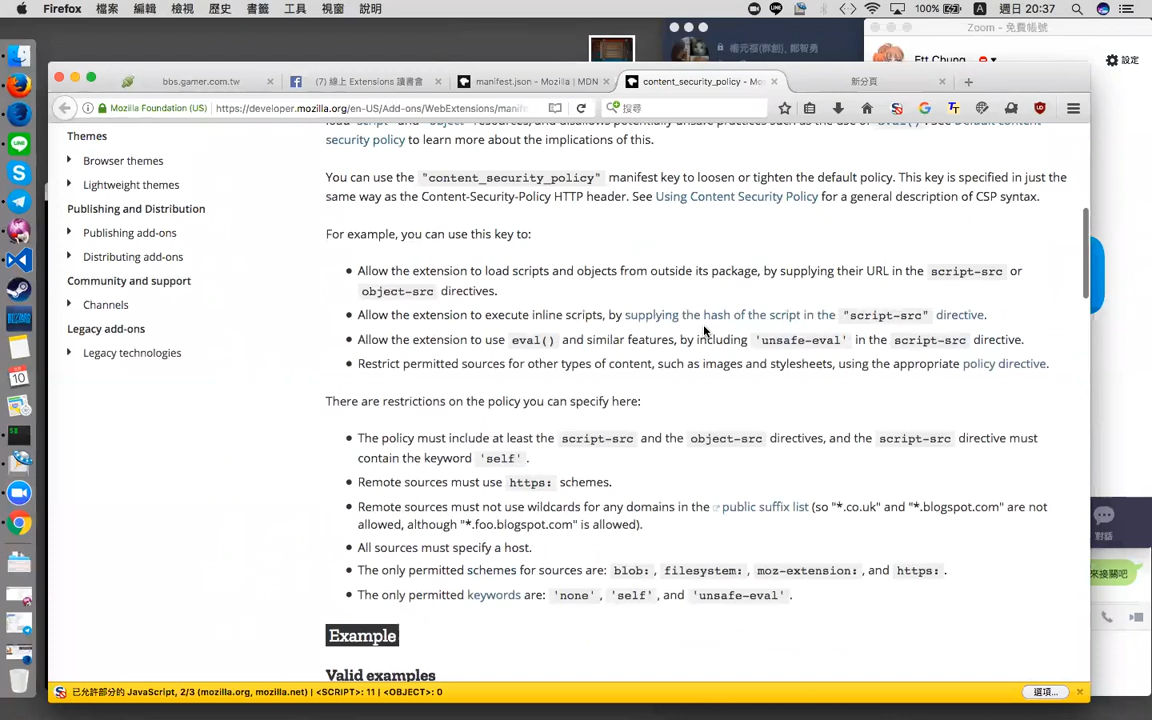 Firefox 檔案 編輯 檢視 歷史 書籤 工具 視窗 說明 100% A 週日 20:37
Zoom - 免費帳號
楊元福(群創), 鄭智勇
Ett Chung
設定
bbs.gamer.com.tw
(7) 線上 Extensions 讀書會
manifest.json - Mozilla | MDN
content_security_policy - Mo
新分頁
Mozilla Foundation (US) https://developer.mozilla.org/en-US/Add-ons/WebExtensions/manif 搜尋
Themes
Browser themes
Lightweight themes
Publishing and Distribution
Publishing add-ons
Distributing add-ons
Community and support
Channels
Legacy add-ons
Legacy technologies
security policy to learn more about the implications of this.
You can use the "content_security_policy" manifest key to loosen or tighten the default policy. This key is specified in just the
same way as the Content-Security-Policy HTTP header. See Using Content Security Policy for a general description of CSP syntax.
For example, you can use this key to:
Allow the extension to load scripts and objects from outside its package, by supplying their URL in the script-src or
object-src directives.
Allow the extension to execute inline scripts, by supplying the hash of the script in the "script-src" directive.
Allow the extension to use eval() and similar features, by including 'unsafe-eval' in the script-src directive.
Restrict permitted sources for other types of content, such as images and stylesheets, using the appropriate policy directive.
There are restrictions on the policy you can specify here:
The policy must include at least the script-src and the object-src directives, and the script-src directive must
contain the keyword 'self'.
Remote sources must use https: schemes.
Remote sources must not use wildcards for any domains in the public suffix list (so "*.co.uk" and "*.blogspot.com" are not
allowed, although "*.foo.blogspot.com" is allowed).
All sources must specify a host.
The only permitted schemes for sources are: blob:, filesystem:, moz-extension:, and https:.
The only permitted keywords are: 'none', 'self', and 'unsafe-eval'.
Example
Valid examples
已允許部分的 JavaScript, 2/3 (mozilla.org, mozilla.net) | <SCRIPT>: 11 | <OBJECT>: 0
選項...
對話
來接關吧
10